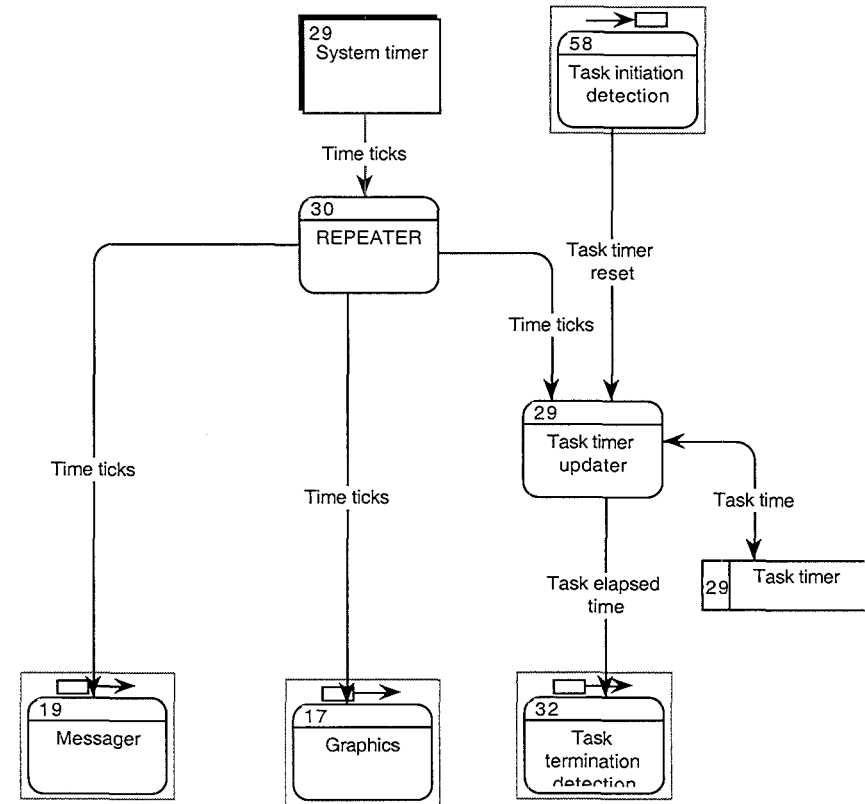 29
System timer
58
Task initiation
detection
Time ticks
30
REPEATER
Task timer
reset
Time ticks
29
Task timer
updater
Time ticks
Time ticks
Task time
Task elapsed
time
29
Task timer
19
Messager
17
Graphics
32
Task
termination
detection